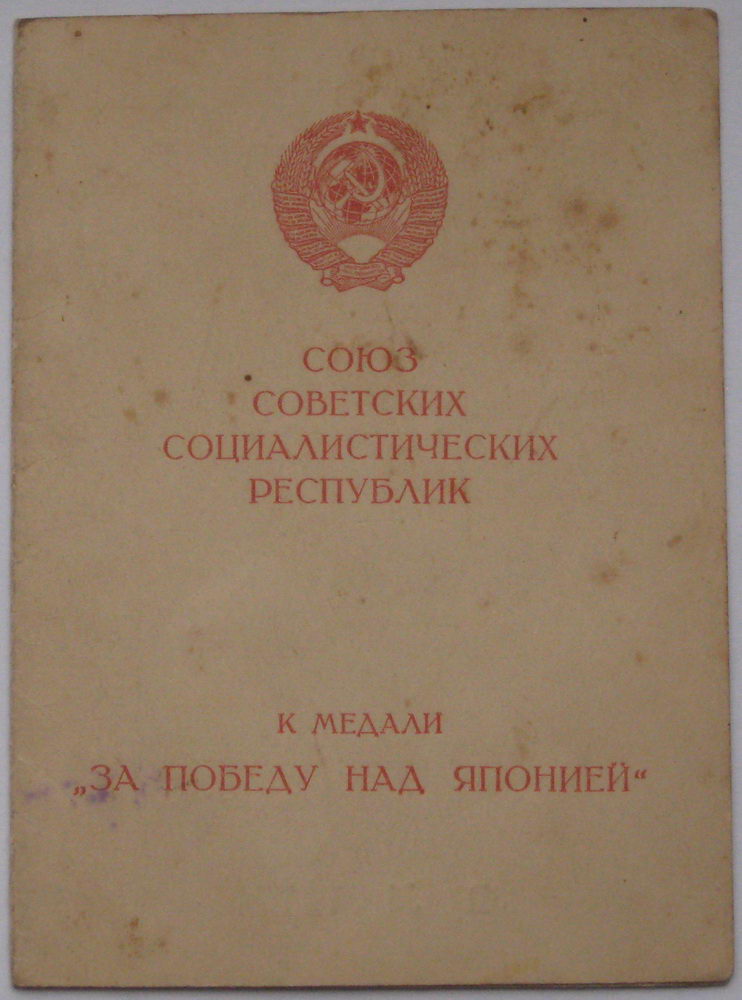 СОЮЗ
СОВЕТСКИХ
СОЦИАЛИСТИЧЕСКИХ
РЕСПУБЛИК
К МЕДАЛИ
„ЗА ПОБЕДУ НАД ЯПОНИЕЙ“